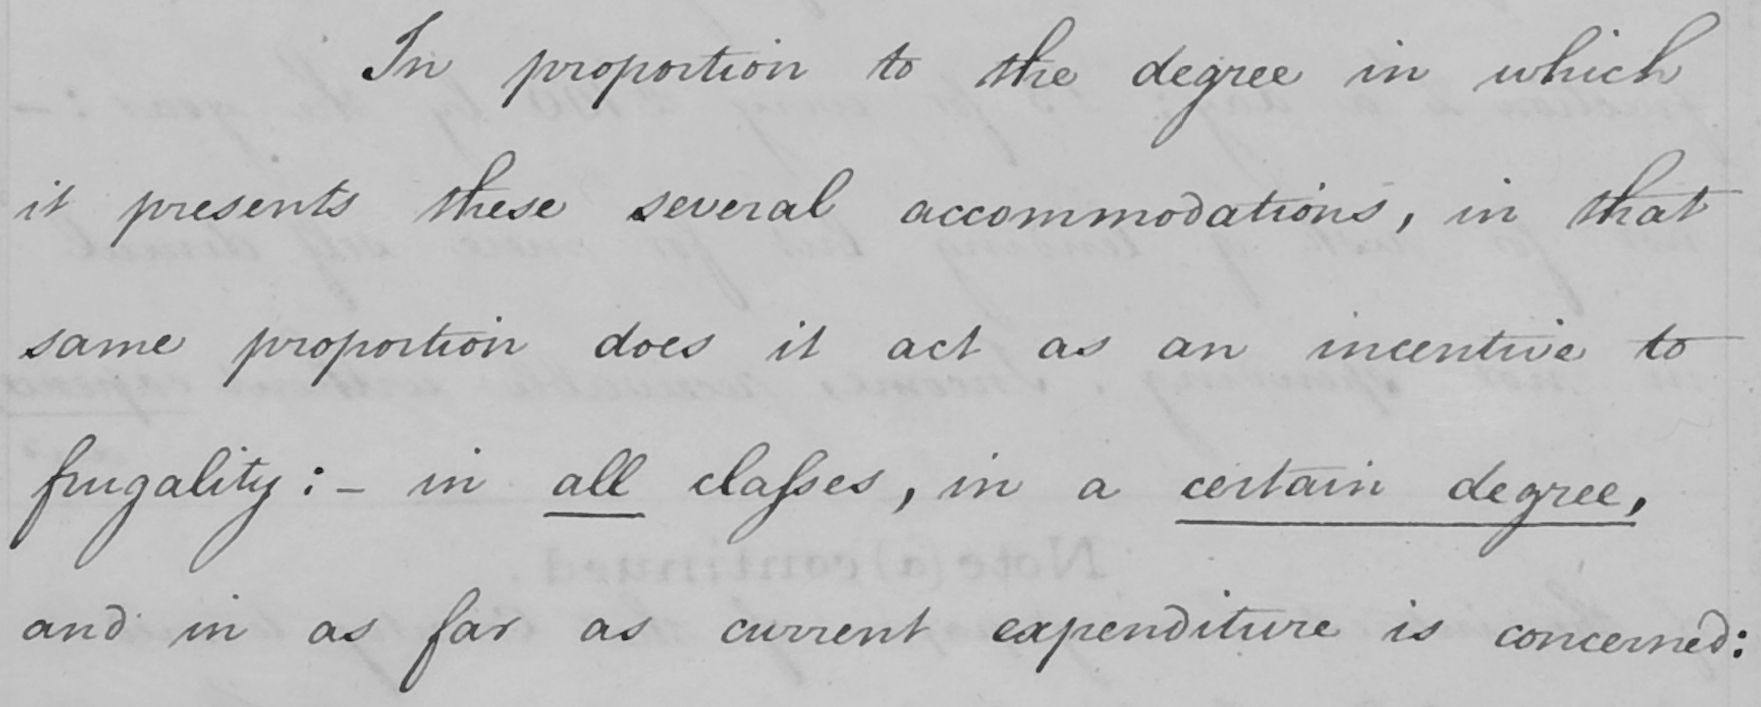 In proportion to the degree in which
it presents these several accommodations, in that
same proportion does it act as an incentive to
frugality:- in all claſses, in a certain degree,
and in as far as current expenditure is concerned:
Note (a) continued.